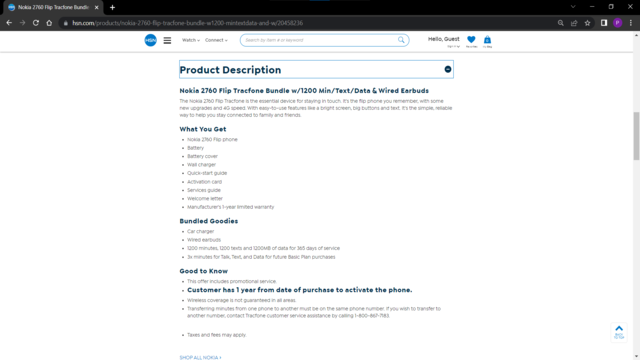 Nokia 2760 Flip Tracfone Bundle
hsn.com/products/nokia-2760-flip-tracfone-bundle-w1200-mintextdata-and-w/20458236
P
HSN
Watch
Connect
Search by item # or keyword
Hello, Guest
Product Description
Nokia 2760 Flip Tracfone Bundle w/1200 Min/Text/Data & Wired Earbuds
The Nokia 2760 Flip Tracfone is the essential device for staying in touch. It's the flip phone you remember, with some
new upgrades and 4G speed. With easy-to-use features like a bright screen, big buttons and text. It's the simple, reliable
way to help you stay connected to family and friends.
What You Get
• Nokia 2760 Flip phone
• Battery
• Battery cover
• Wall charger
• Quick-start guide
• Activation card
• Services guide
• Welcome letter
• Manufacturer's 1-year limited warranty
Bundled Goodies
• Car charger
• Wired earbuds
• 1200 minutes, 1200 texts and 1200MB of data for 365 days of service
• 3x minutes for Talk, Text, and Data for future Basic Plan purchases
Good to Know
• This offer includes promotional service.
• Customer has 1 year from date of purchase to activate the phone.
• Wireless coverage is not guaranteed in all areas.
• Transferring minutes from one phone to another must be on the same phone number. If you wish to transfer to
another number, contact Tracfone customer service assistance by calling 1-800-867-7183.
• Taxes and fees may apply.
SHOP ALL NOKIA >
BACK
TO TOP